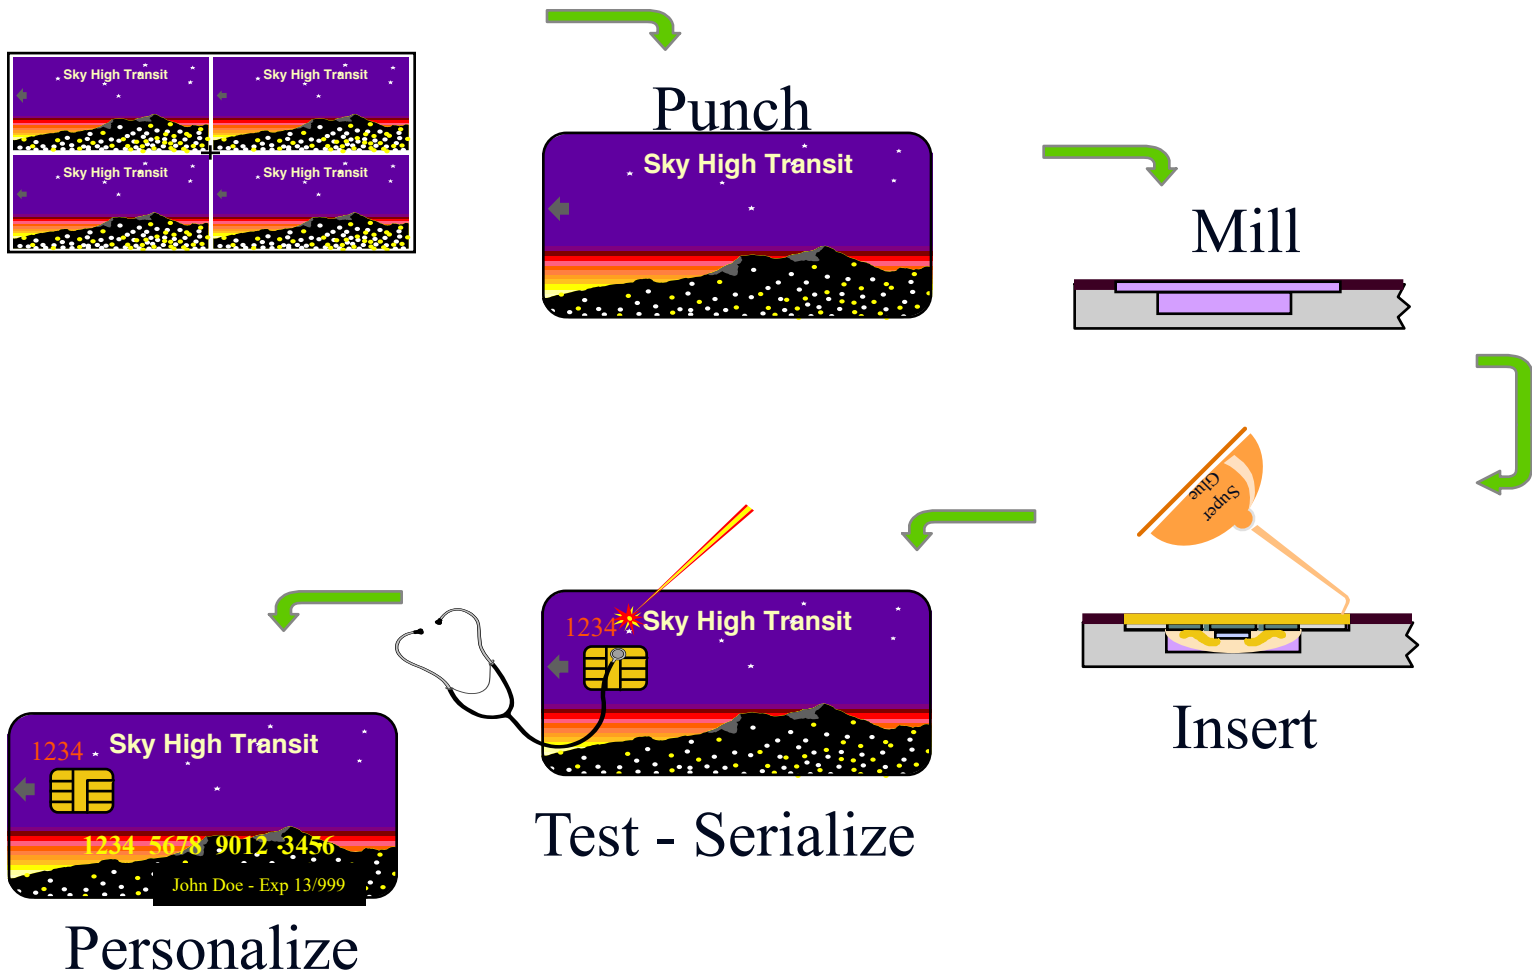 Sky High Transit
Sky High Transit
Sky High Transit
Sky High Transit
Punch
Sky High Transit
Mill
Super
Glue
Insert
1234
Sky High Transit
Test - Serialize
1234
Sky High Transit
1234 5678 9012 3456
John Doe - Exp 13/999
Personalize